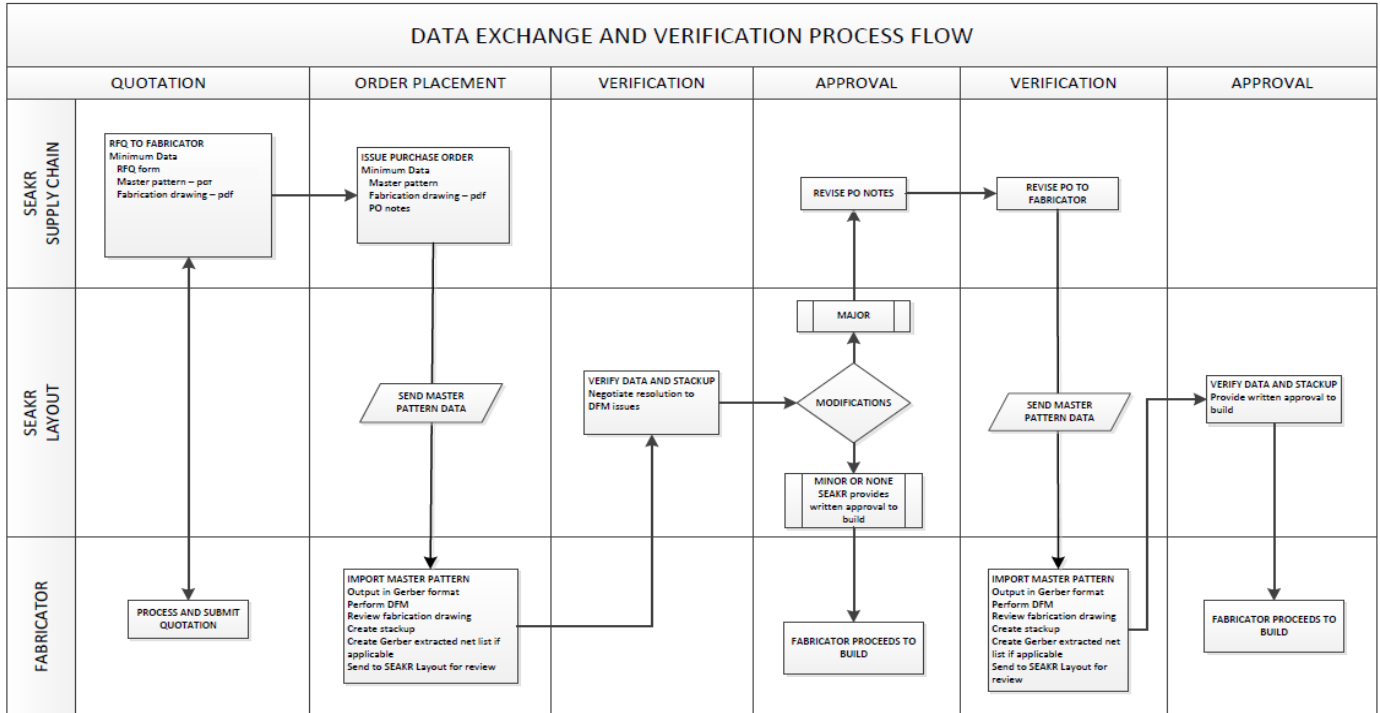 DATA EXCHANGE AND VERIFICATION PROCESS FLOW
QUOTATION
ORDER PLACEMENT
VERIFICATION
APPROVAL
VERIFICATION
APPROVAL
SEAKR
SUPPLY CHAIN
RFQ TO FABRICATOR
Minimum Data
RFQ form
Master pattern –
Fabrication drawing – pdf
ISSUE PURCHASE ORDER
Minimum Data
Master pattern
Fabrication drawing – pdf
PO notes
REVISE PO NOTES
REVISE PO TO
FABRICATOR
SEAKR
LAYOUT
SEND MASTER
PATTERN DATA
VERIFY DATA AND STACKUP
Negotiate resolution to
DFM issues
MAJOR
MODIFICATIONS
MINOR OR NONE
SEAKR provides
written approval to
build
SEND MASTER
PATTERN DATA
VERIFY DATA AND STACKUP
Provide written approval to
build
FABRICATOR
PROCESS AND SUBMIT
QUOTATION
IMPORT MASTER PATTERN
Output in Gerber format
Perform DFM
Review fabrication drawing
Create stackup
Create Gerber extracted net list if
applicable
Send to SEAKR Layout for review
FABRICATOR PROCEEDS TO
BUILD
IMPORT MASTER PATTERN
Output in Gerber format
Perform DFM
Review fabrication drawing
Create stackup
Create Gerber extracted net
list if applicable
Send to SEAKR Layout for
review
FABRICATOR PROCEEDS TO
BUILD